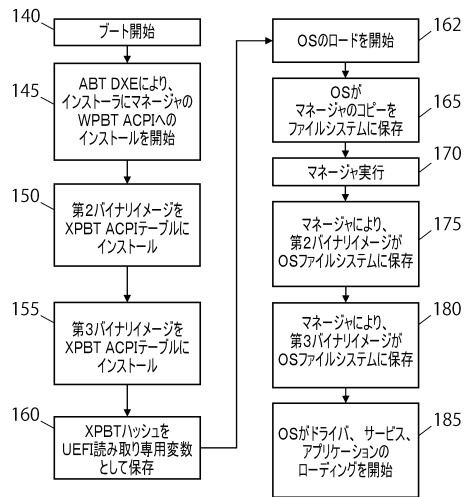 140
ブート開始
145
ABT DXEにより、
インストーラにマネージャの
WPBT ACPIへの
インストールを開始
150
第2バイナリイメージを
XPBT ACPIテーブルに
インストール
155
第3バイナリイメージを
XPBT ACPIテーブルに
インストール
160
XPBTハッシュを
UEFI読み取り専用変数
として保存
162
OSのロードを開始
165
OSが
マネージャのコピーを
ファイルシステムに保存
170
マネージャ実行
175
マネージャにより、
第2バイナリイメージが
OSファイルシステムに保存
180
マネージャにより、
第3バイナリイメージが
OSファイルシステムに保存
185
OSがドライバ、サービス、
アプリケーションの
ローディングを開始